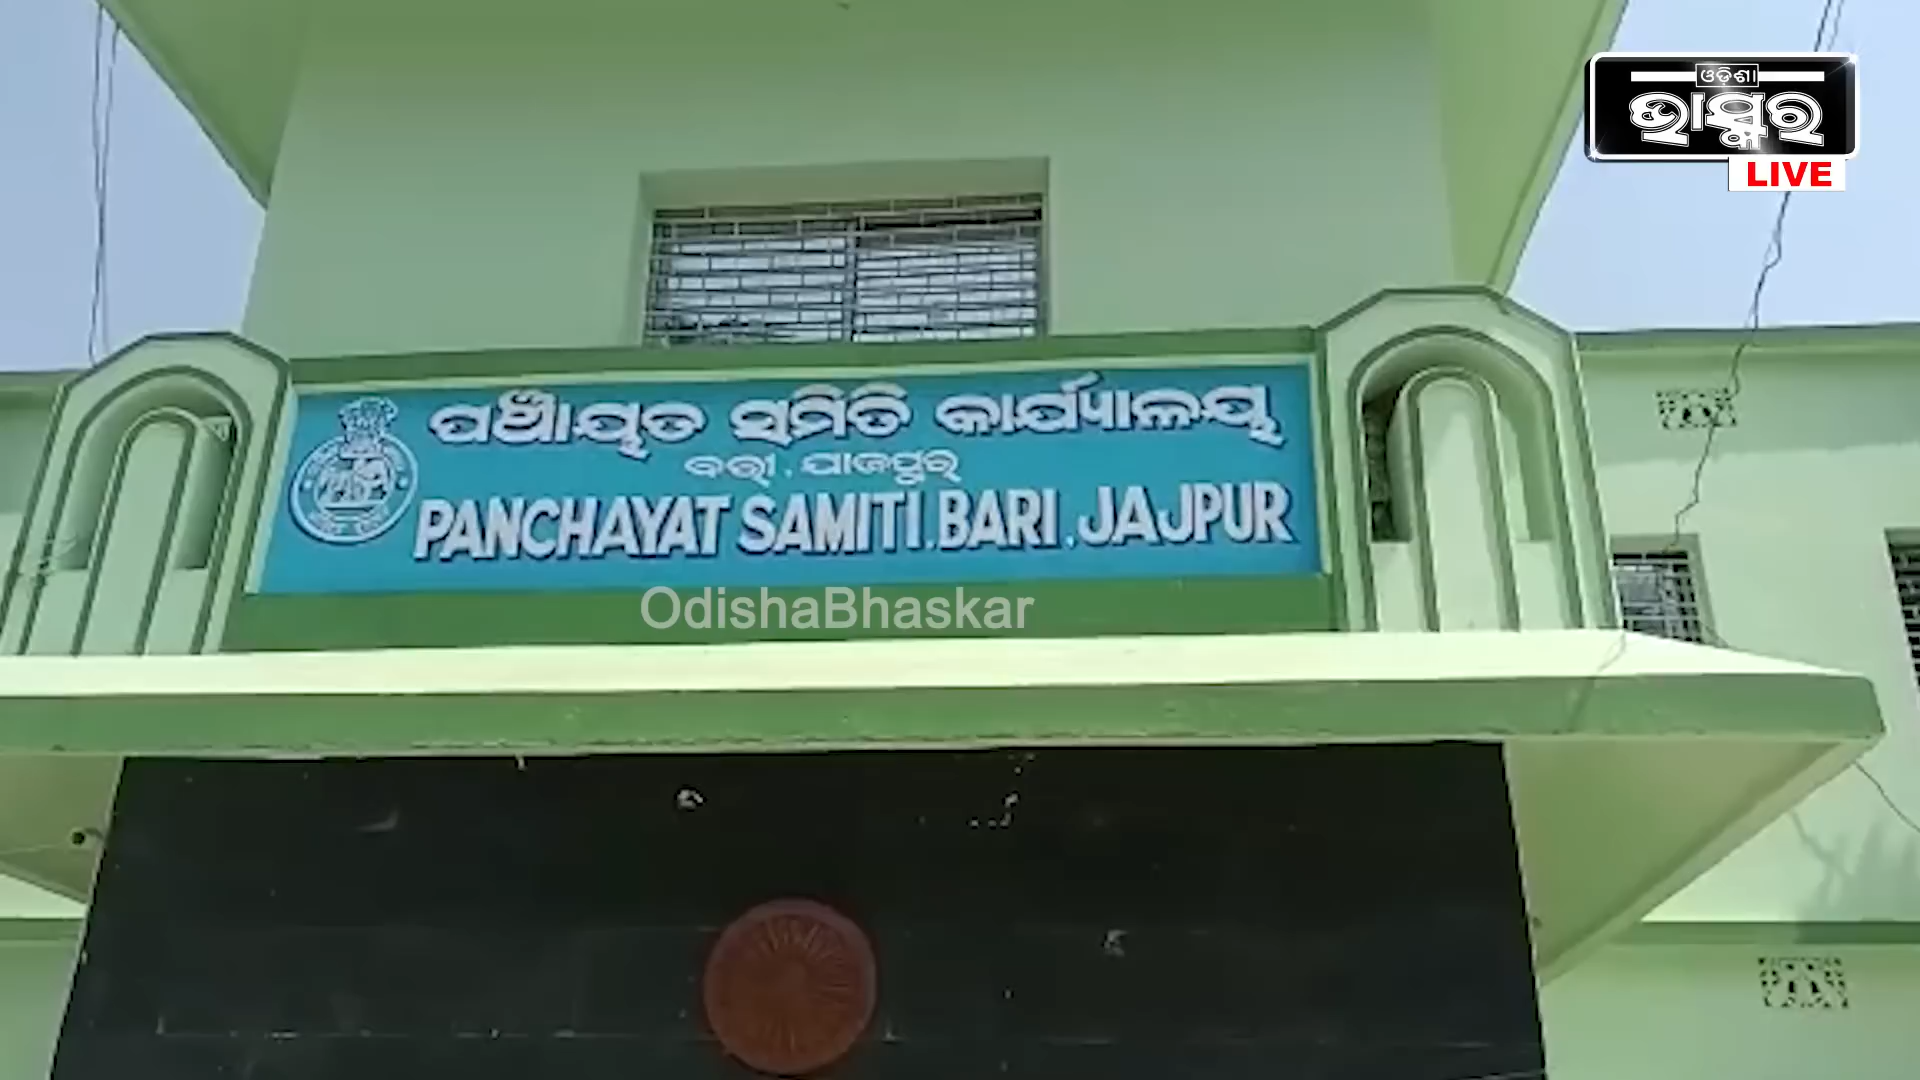 ଓଡ଼ିଶା
ଭାସ୍କର
LIVE
ପଞ୍ଚାୟତ ସମିତି କାର୍ଯ୍ୟାଳୟ
ବରୀ, ଯାଜପୁର
PANCHAYAT SAMITI.BARI.JAJPUR
OdishaBhaskar